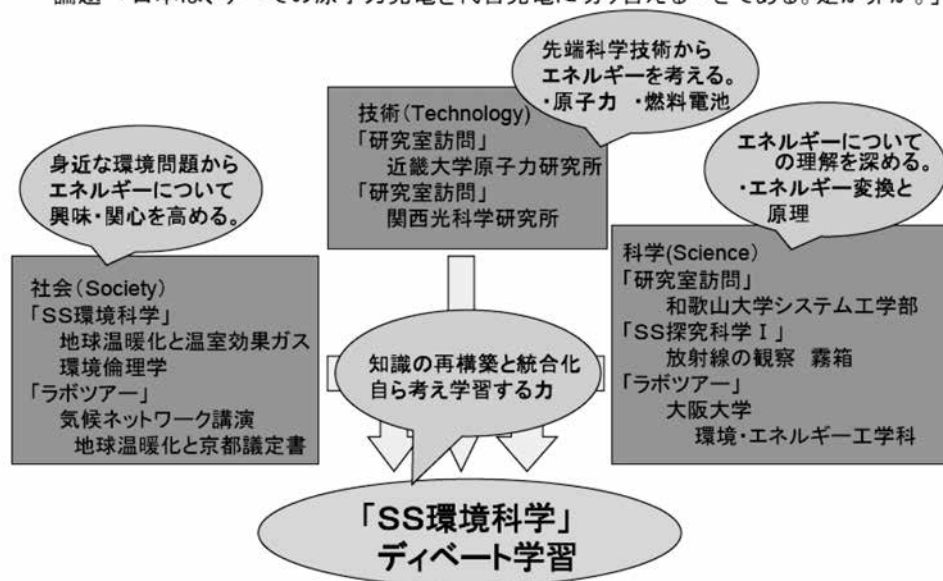 先端科学技術から
エネルギーを考える。
・原子力 ・燃料電池
技術(Technology)
「研究室訪問」
近畿大学原子力研究所
「研究室訪問」
関西光科学研究所
身近な環境問題から
エネルギーについて
興味・関心を高める。
エネルギーについて
の理解を深める。
・エネルギー変換と
原理
社会(Society)
「SS環境科学」
地球温暖化と温室効果ガス
環境倫理学
「ラボツアー」
気候ネットワーク講演
地球温暖化と京都議定書
科学(Science)
「研究室訪問」
和歌山大学システム工学部
「SS探究科学Ⅰ」
放射線の観察 霧箱
「ラボツアー」
大阪大学
環境・エネルギー工学科
知識の再構築と統合化
自ら考え学習する力
「SS環境科学」
ディベート学習